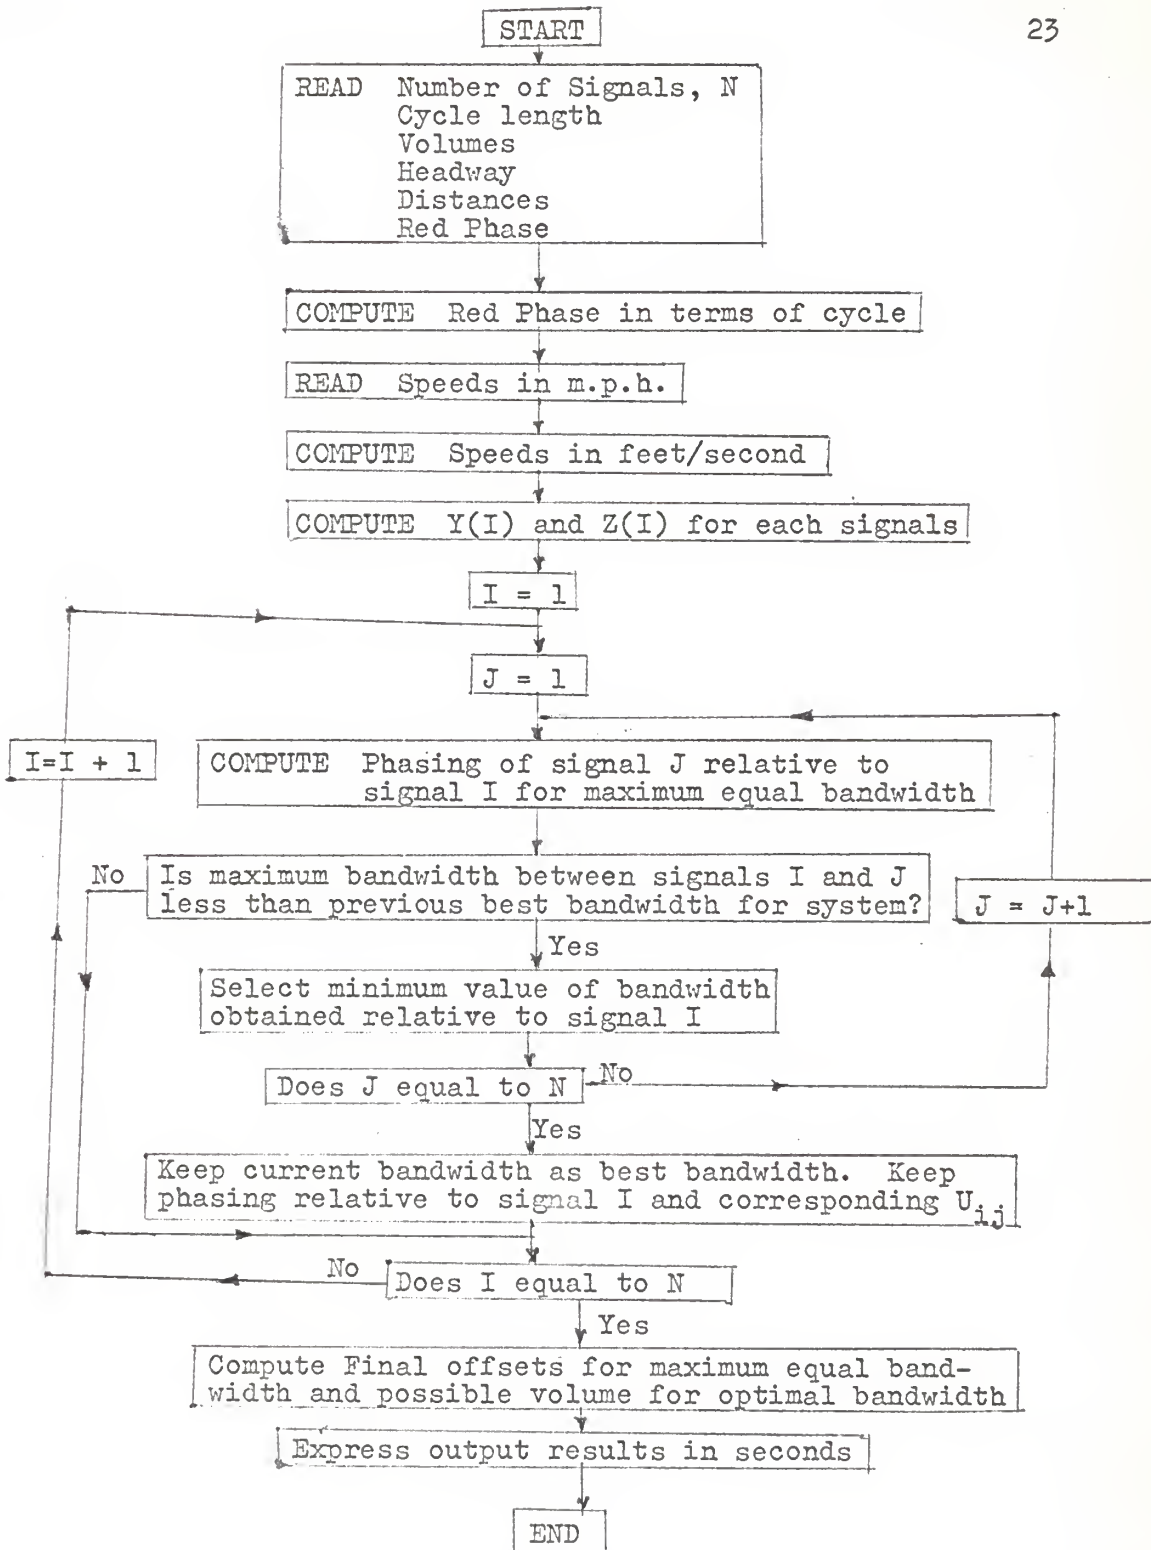 23
START
READ Number of Signals, N
Cycle length
Volumes
Headway
Distances
Red Phase
COMPUTE Red Phase in terms of cycle
READ Speeds in m.p.h.
COMPUTE Speeds in feet/second
COMPUTE Y(I) and Z(I) for each signals
I = 1
J = 1
I=I + 1
COMPUTE Phasing of signal J relative to
signal I for maximum equal bandwidth
No
Is maximum bandwidth between signals I and J
less than previous best bandwidth for system?
J = J+1
Yes
Select minimum value of bandwidth
obtained relative to signal I
Does J equal to N
No
Yes
Keep current bandwidth as best bandwidth. Keep
phasing relative to signal I and corresponding Uij
No
Does I equal to N
Yes
Compute Final offsets for maximum equal band-
width and possible volume for optimal bandwidth
Express output results in seconds
END